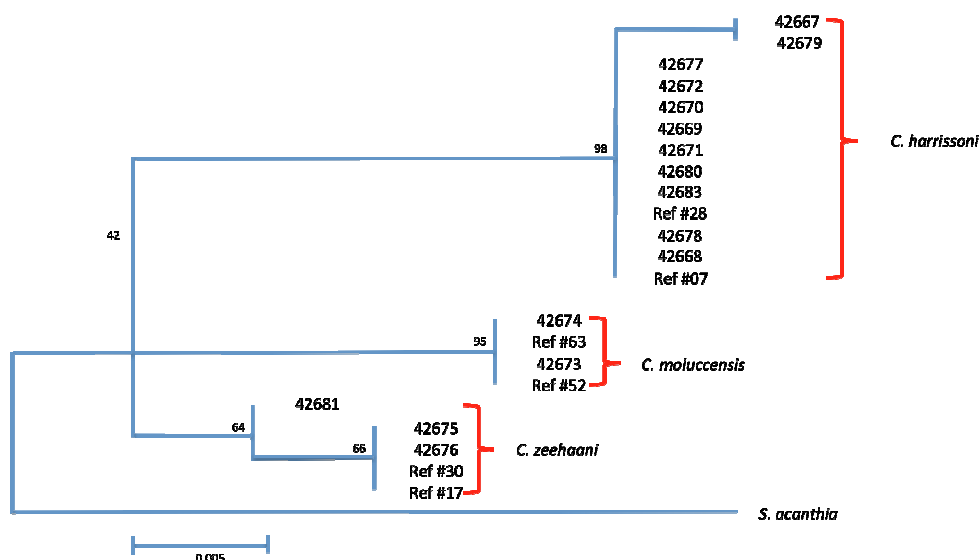 42667
42679
42677
42672
42670
42669
42671
42680
42683
Ref #28
42678
42668
Ref #07
C. harrissoni
98
42
42674
Ref #63
42673
Ref #52
95
C. moiuccensis
42681
64
42675
42676
Ref #30
Ref #17
66
C. zeehaani
S. acanthia
0.005